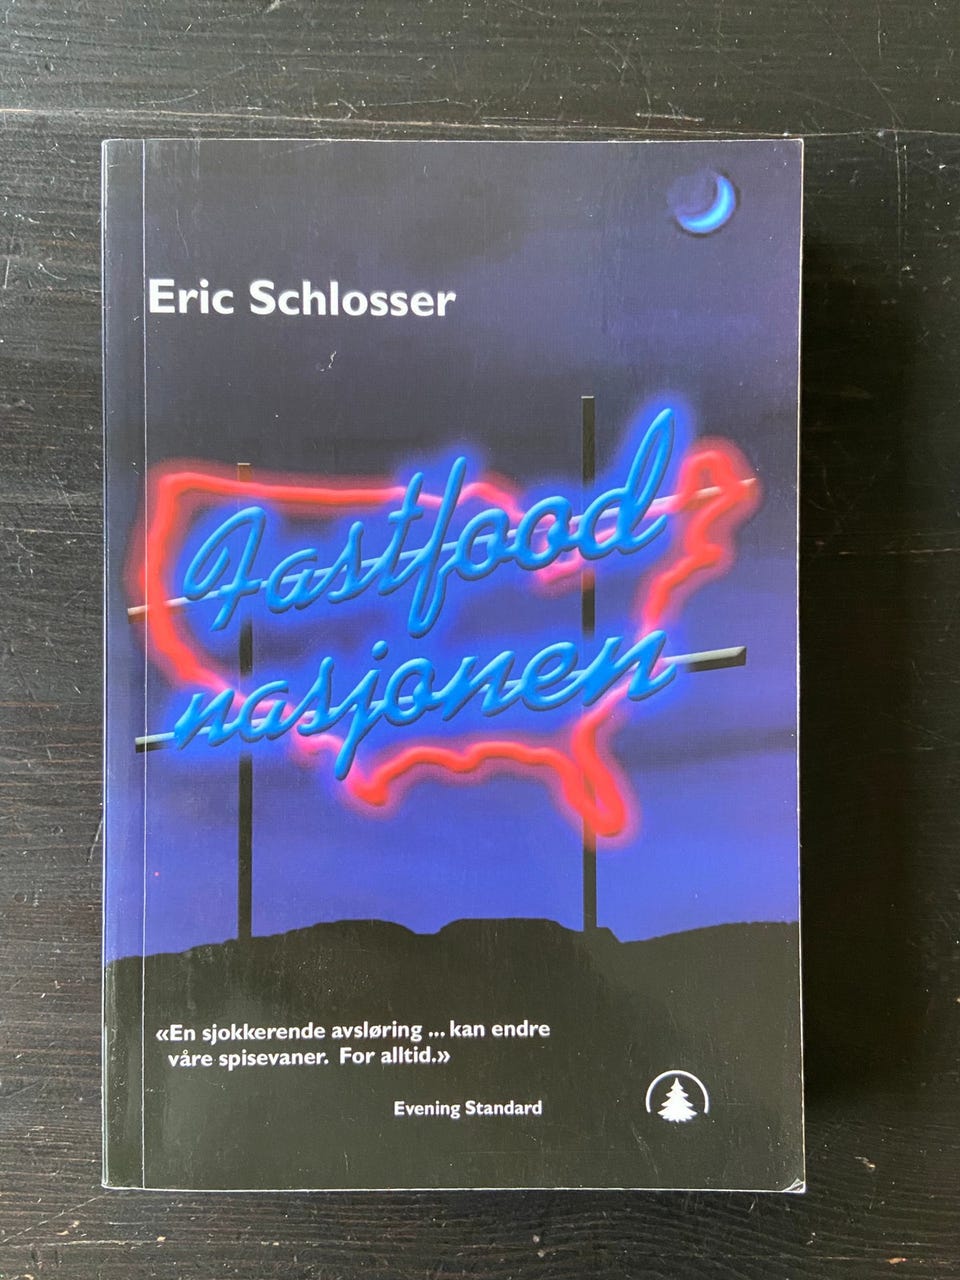 Eric Schlosser
Fastfood
nasjonen
«En sjokkerende avsløring ... kan endre
våre spisevaner. For alltid.»
Evening Standard